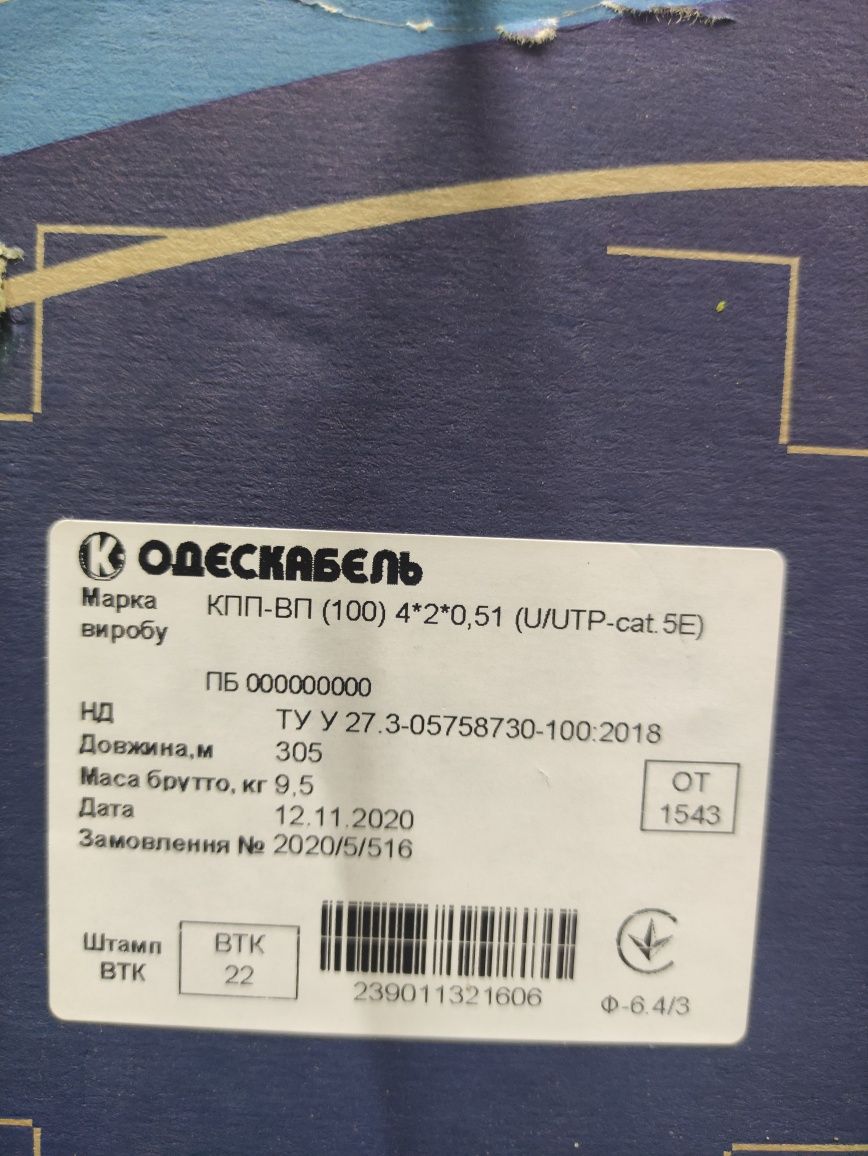 К ОДЕСКАБЕЛЬ
Марка виробу КПП-ВП (100) 4*2*0,51 (U/UTP-cat.5E)
ПБ 000000000
НД ТУ У 27.3-05758730-100:2018
Довжина,м 305
Маса брутто, кг 9,5
Дата 12.11.2020
Замовлення № 2020/5/516
ОТ
1543
Штамп ВТК
ВТК
22
239011321606
Ф-6.4/3